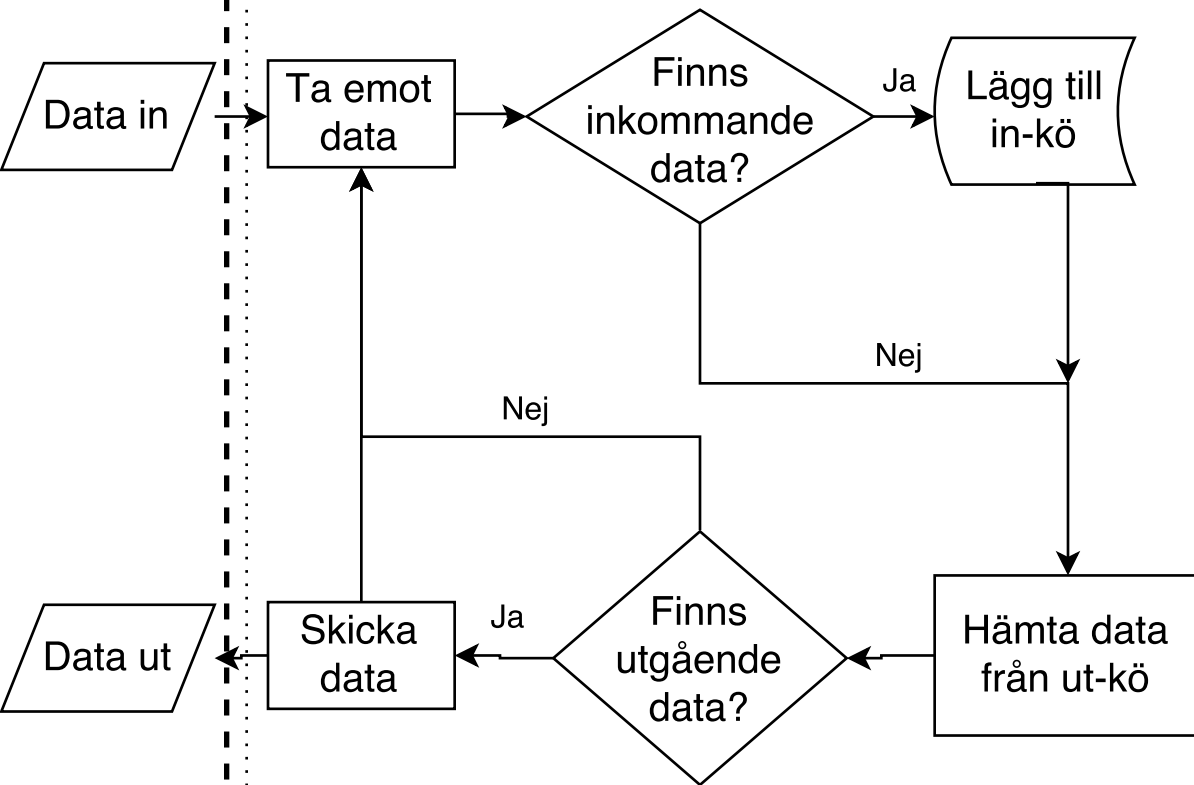 Data in
Ta emot
data
Finns
inkommande
data?
Ja
Lägg till
in-kö
Nej
Nej
Data ut
Skicka
data
Ja
Finns
utgående
data?
Hämta data
från ut-kö